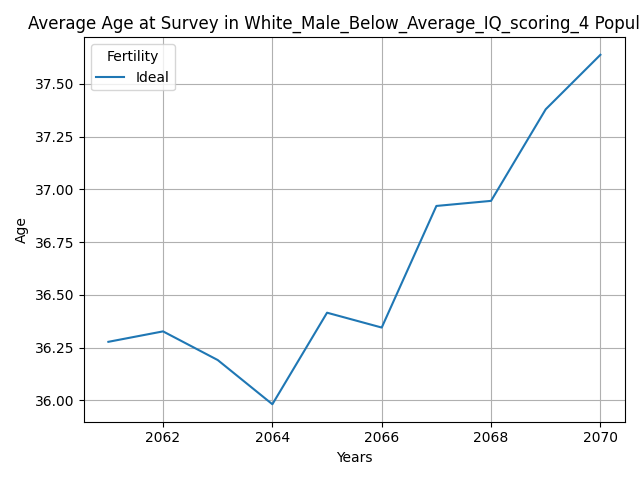 Average Age at Survey in White_Male_Below_Average_IQ_scoring_4 Popul
Fertility
Ideal
37.50
37.25
37.00
36.75
36.50
36.25
36.00
Age
2062 2064 2066 2068 2070
Years